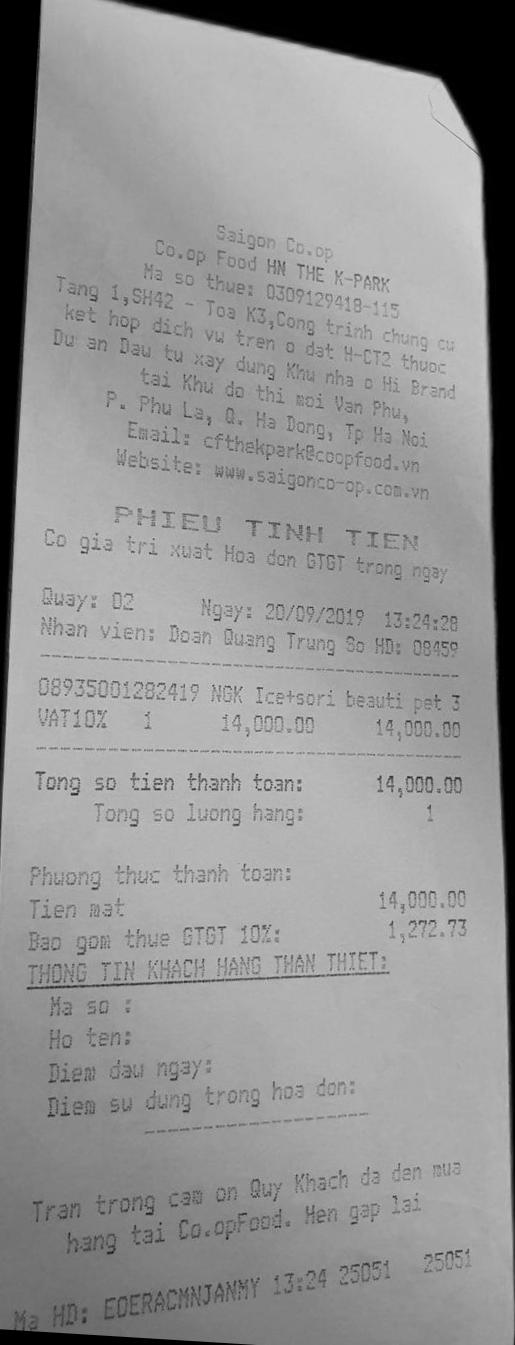 Saigon Co.op
Co.op Food HN THE K-PARK
Ma so thue: 0309129418-115
Tang 1,SH42 - Toa K3,Cong trinh chung cu
ket hop dich vu tren o dat H-CT2 thuoc
Du an Dau tu xay dung Khu nha o Hi Brand
tai Khu do thi moi Van Phu,
P. Phu La, Q. Ha Dong, Tp Ha Noi
Email: cfthekpark@coopfood.vn
Website: www.saigonco-op.com.vn
PHIEU TINH TIEN
Co gia tri xuat Hoa don GTGT trong ngay
Quay: 02 Ngay: 20/09/2019 13:24:28
Nhan vien: Doan Quang Trung So HD: 08459
08935001282419 NGK Ice+sori beauti pet 3
VAT10% 1 14,000.00 14,000.00
Tong so tien thanh toan: 14,000.00
Tong so luong hang: 1
Phuong thuc thanh toan:
Tien mat 14,000.00
Bao gom thue GTGT 10%: 1,272.73
THONG TIN KHACH HANG THAN THIET:
Ma so :
Ho ten:
Diem dau ngay:
Diem su dung trong hoa don:
Tran trong cam on Quy Khach da den mua
hang tai Co.opFood. Hen gap lai
Ma HD: EOERACMNJANMY 13:24 25051 25051